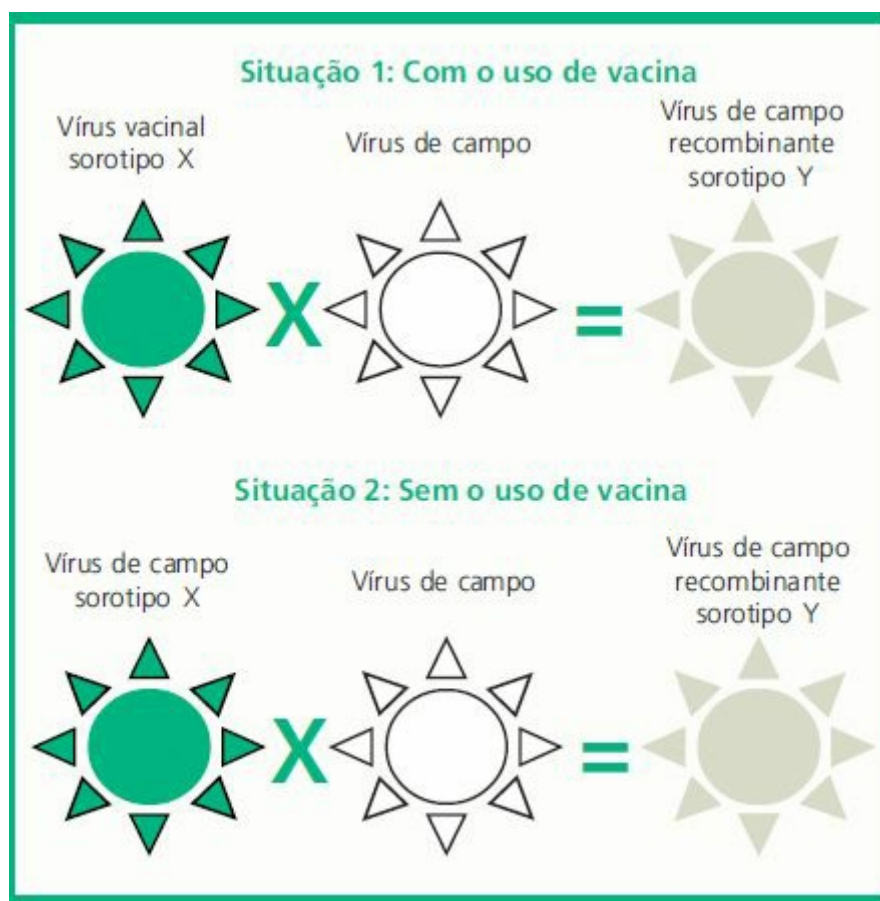 Situação 1: Com o uso de vacina
Vírus vacinal
sorotipo X
Vírus de campo
Vírus de campo
recombinante
sorotipo Y
X
=
Situação 2: Sem o uso de vacina
Vírus de campo
sorotipo X
Vírus de campo
Vírus de campo
recombinante
sorotipo Y
X
=